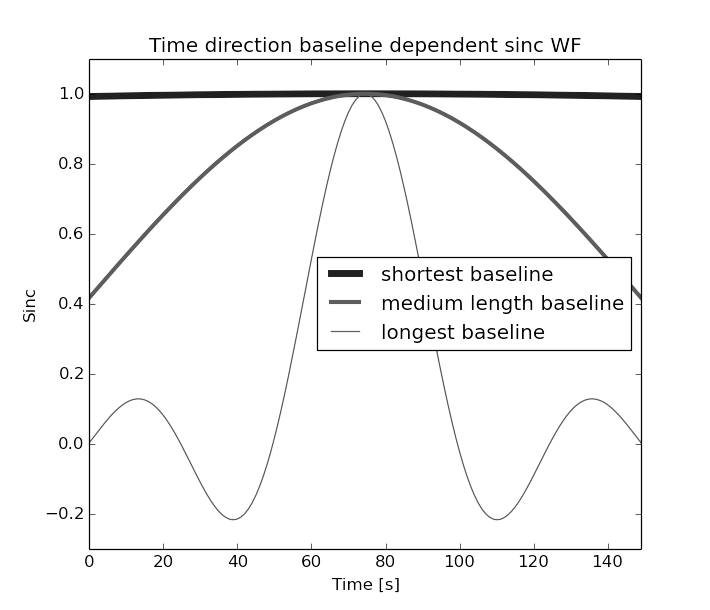 Time direction baseline dependent sinc WF
1.0
0.8
0.6
0.4
0.2
0.0
−0.2
Sinc
shortest baseline
medium length baseline
longest baseline
0 20 40 60 80 100 120 140
Time [s]